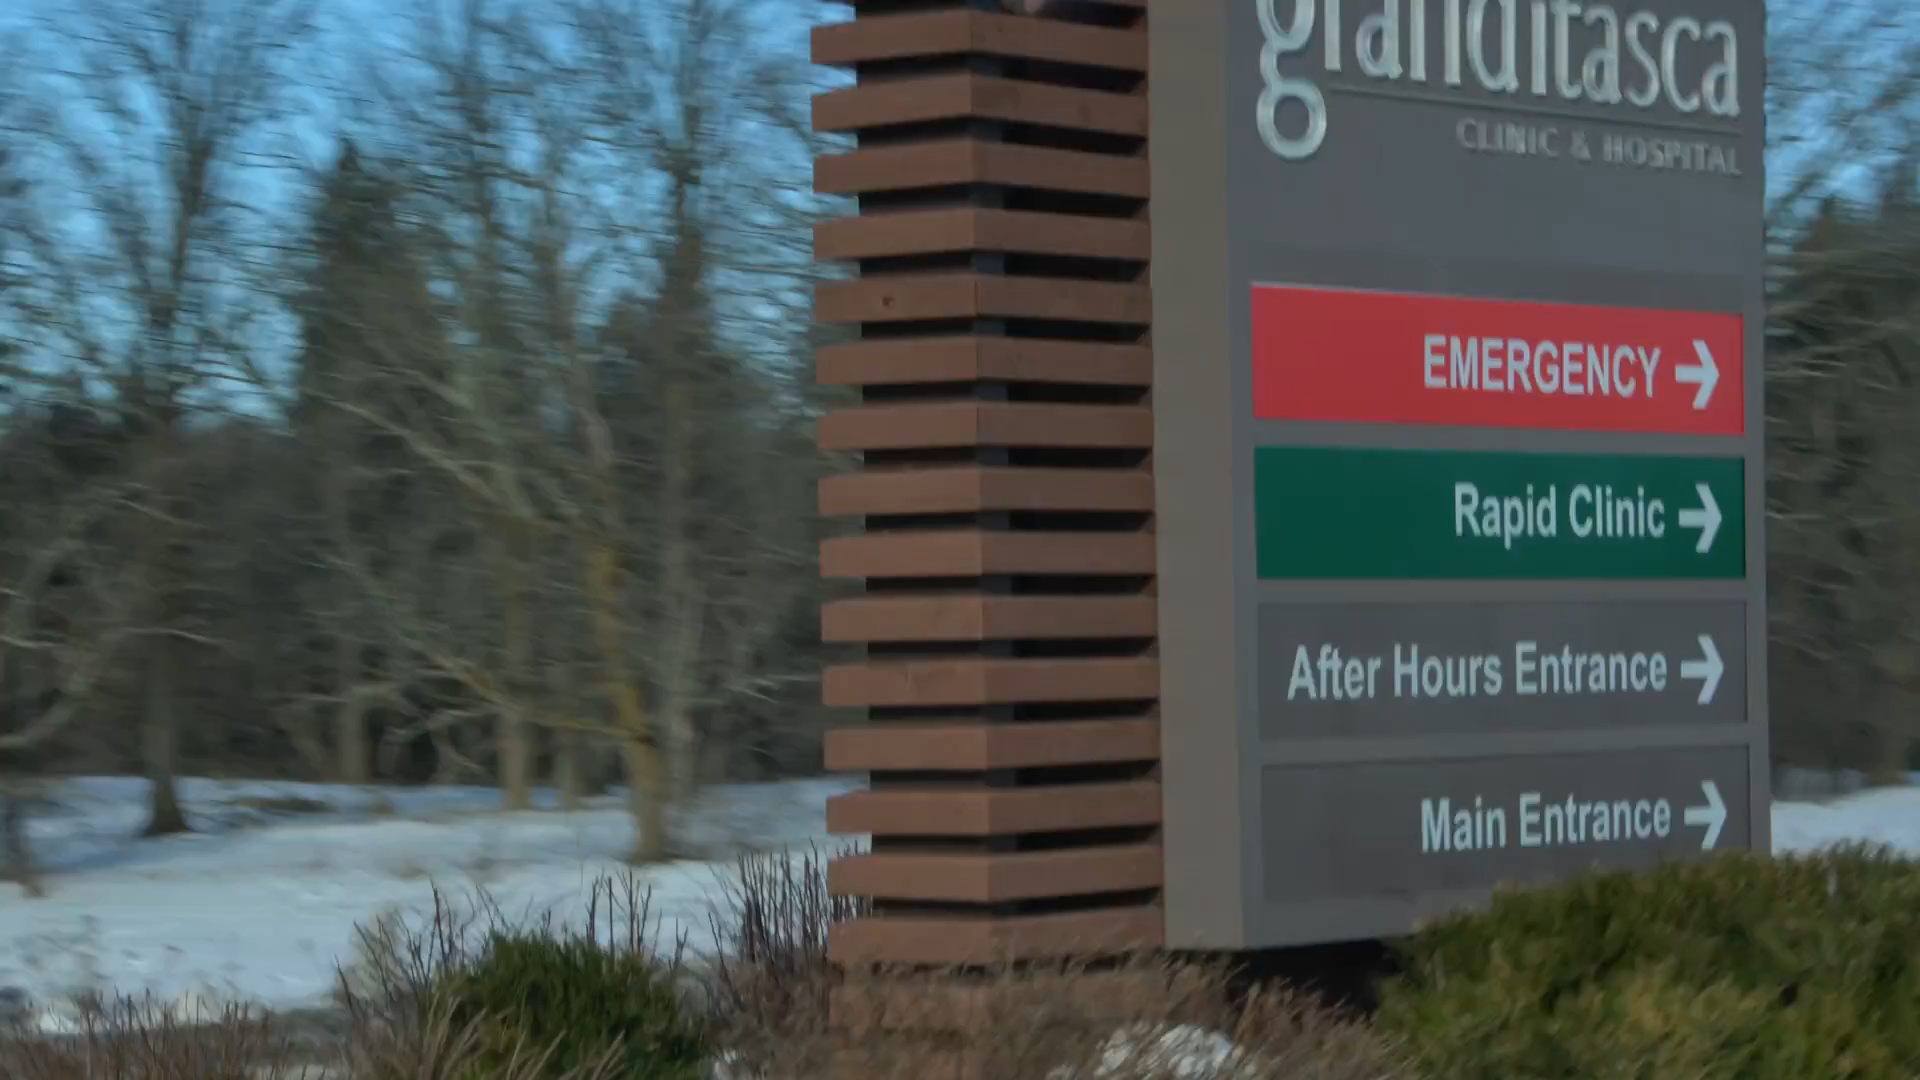 granditasca
CLINIC & HOSPITAL
EMERGENCY →
Rapid Clinic →
After Hours Entrance →
Main Entrance →